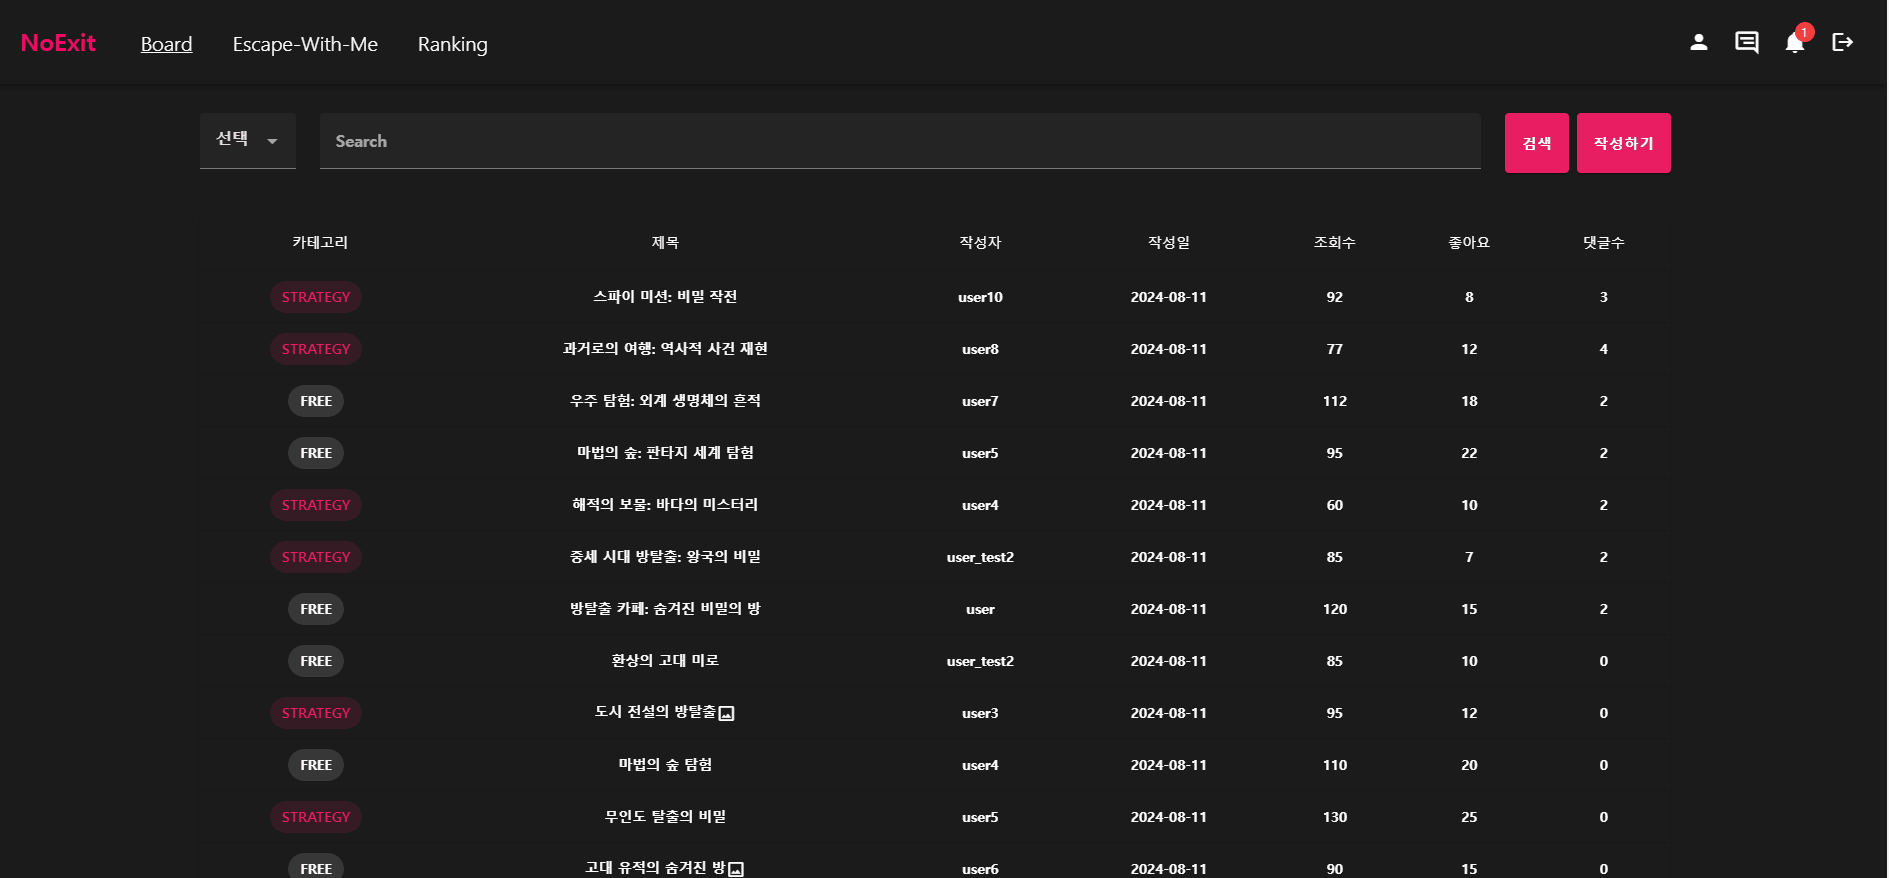 NoExit Board Escape-With-Me Ranking 1
선택 Search 검색 작성하기
카테고리 제목 작성자 작성일 조회수 좋아요 댓글수
STRATEGY 스파이 미션: 비밀 작전 user10 2024-08-11 92 8 3
STRATEGY 과거로의 여행: 역사적 사건 재현 user8 2024-08-11 77 12 4
FREE 우주 탐험: 외계 생명체의 흔적 user7 2024-08-11 112 18 2
FREE 마법의 숲: 판타지 세계 탐험 user5 2024-08-11 95 22 2
STRATEGY 해적의 보물: 바다의 미스터리 user4 2024-08-11 60 10 2
STRATEGY 중세 시대 방탈출: 왕국의 비밀 user_test2 2024-08-11 85 7 2
FREE 방탈출 카페: 숨겨진 비밀의 방 user 2024-08-11 120 15 2
FREE 환상의 고대 미로 user_test2 2024-08-11 85 10 0
STRATEGY 도시 전설의 방탈출 user3 2024-08-11 95 12 0
FREE 마법의 숲 탐험 user4 2024-08-11 110 20 0
STRATEGY 무인도 탈출의 비밀 user5 2024-08-11 130 25 0
FREE 고대 유적의 숨겨진 방 user6 2024-08-11 90 15 0